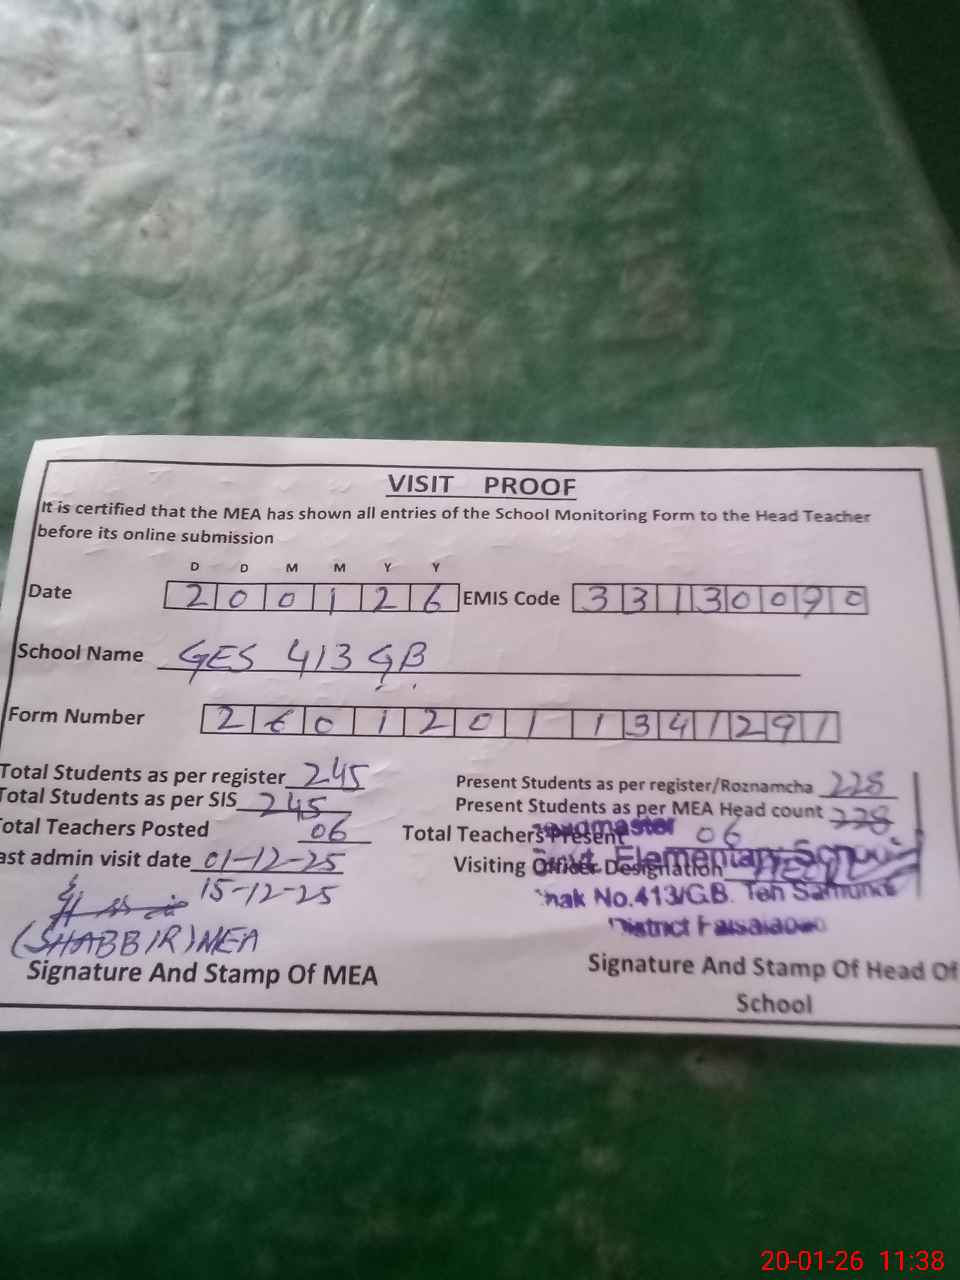 VISIT PROOF
It is certified that the MEA has shown all entries of the School Monitoring Form to the Head Teacher
before its online submission
D D M M Y Y
Date 2 0 0 1 2 6 EMIS Code 3 3 1 3 0 0 9 0
School Name GES 413 GB
Form Number 2 6 0 1 2 0 1 1 3 4 1 2 9 1
Total Students as per register 245 Present Students as per register/Roznamcha 228
Total Students as per SIS 245 Present Students as per MEA Head count 228
Total Teachers Posted 06 Total Teachers Present 06
ast admin visit date 01-12-25 Visiting Officer Designation
15-12-25
Elementary School
No.413/G.B. Teh
District
(SHABBIR) MEA
Signature And Stamp Of MEA Signature And Stamp Of Head Of
School
20-01-26 11:38